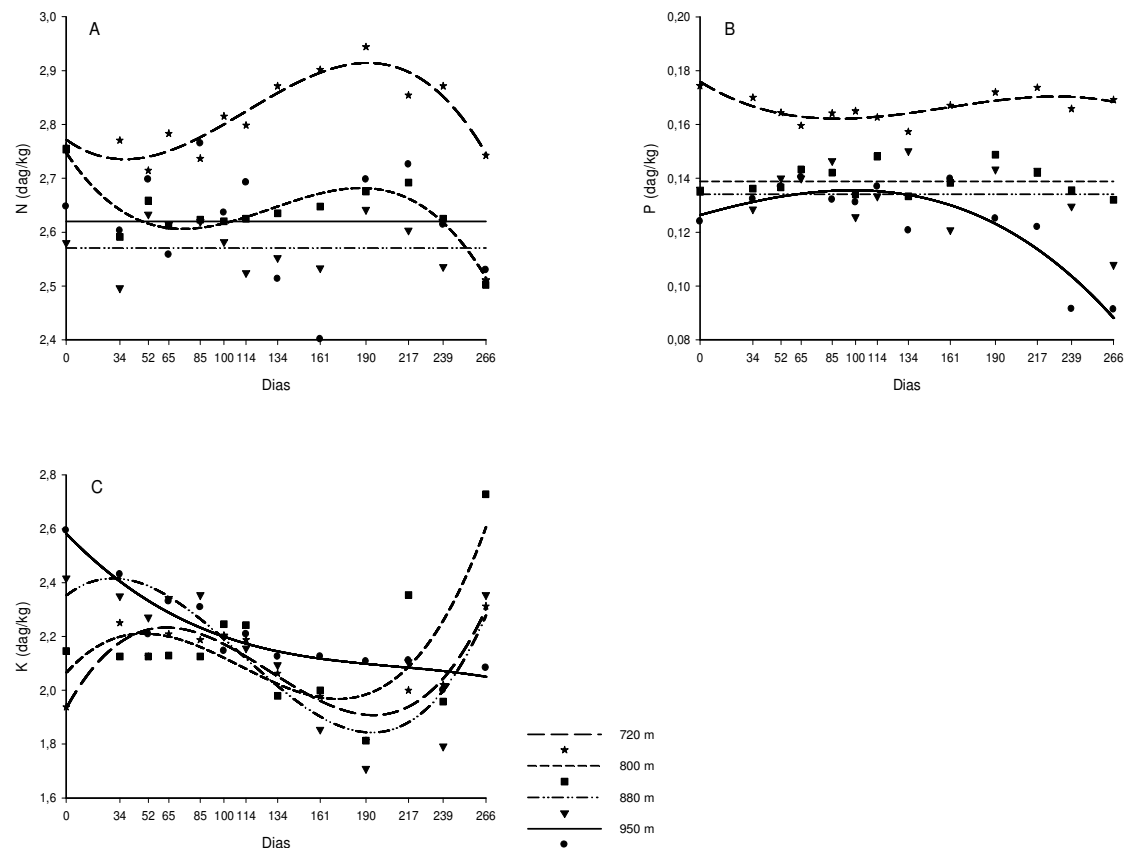 A
N (dag/kg)
3,0
2,9
2,8
2,7
2,6
2,5
2,4
0 34 52 65 85 100 114 134 161 190 217 239 266
Dias
B
P (dag/kg)
0,20
0,18
0,16
0,14
0,12
0,10
0,08
0 34 52 65 85 100 114 134 161 190 217 239 266
Dias
C
K (dag/kg)
2,8
2,6
2,4
2,2
2,0
1,8
1,6
0 34 52 65 85 100 114 134 161 190 217 239 266
Dias
720 m
800 m
880 m
950 m